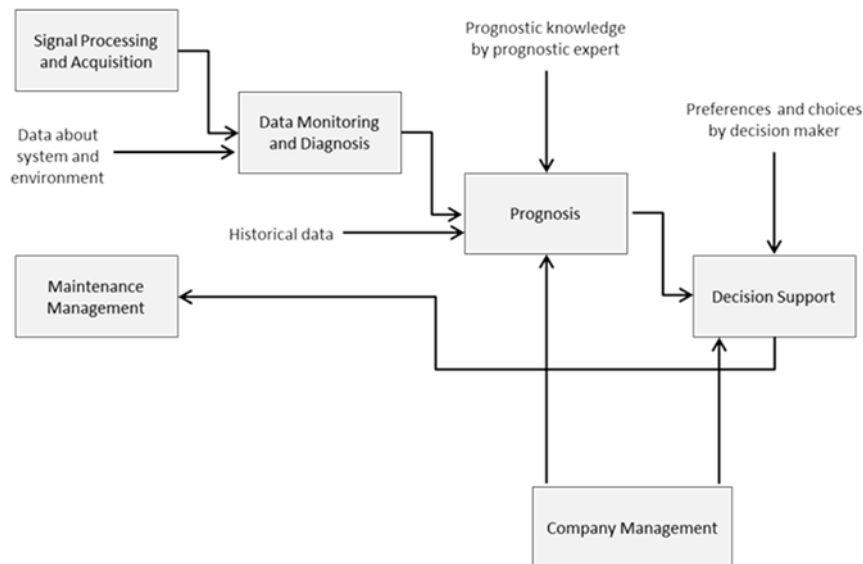 Signal Processing
and Acquisition
Prognostic knowledge
by prognostic expert
Data Monitoring
and Diagnosis
Preferences and choices
by decision maker
Data about
system and
environment
Prognosis
Historical data
Maintenance
Management
Decision Support
Company Management